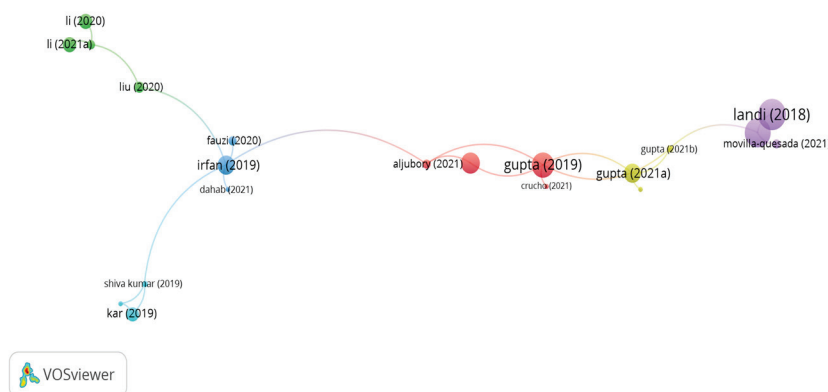 li (2020)
li (2021a)
liu (2020)
landi (2018)
fauzi (2020)
movilla-quesada (2021
gupta (2021b)
irfan (2019)
aljubory (2021)
gupta (2019)
gupta (2021a)
dahab (2021)
crucho (2021)
shiva kumar (2019)
kar (2019)
VOSviewer